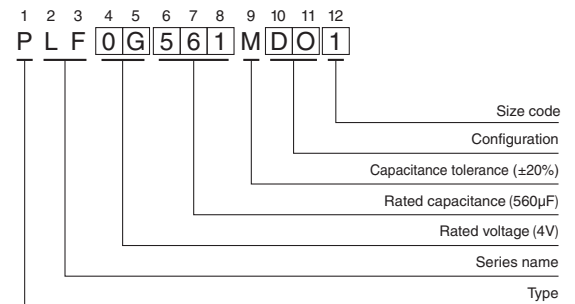 1 2 3 4 5 6 7 8 9 10 11 12
P L F 0 G 5 6 1 M D O 1
Size code
Configuration
Capacitance tolerance (±20%)
Rated capacitance (560µF)
Rated voltage (4V)
Series name
Type